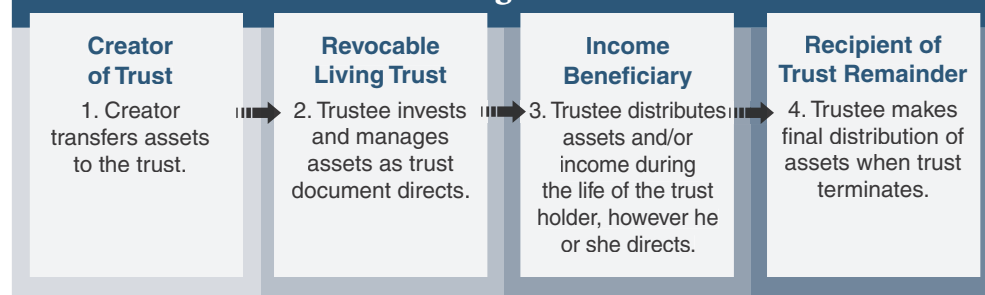 Creator
of Trust
1. Creator
transfers assets
to the trust.
Revocable
Living Trust
2. Trustee invests
and manages
assets as trust
document directs.
Income
Beneficiary
3. Trustee distributes
assets and/or
income during
the life of the trust
holder, however he
or she directs.
Recipient of
Trust Remainder
4. Trustee makes
final distribution of
assets when trust
terminates.